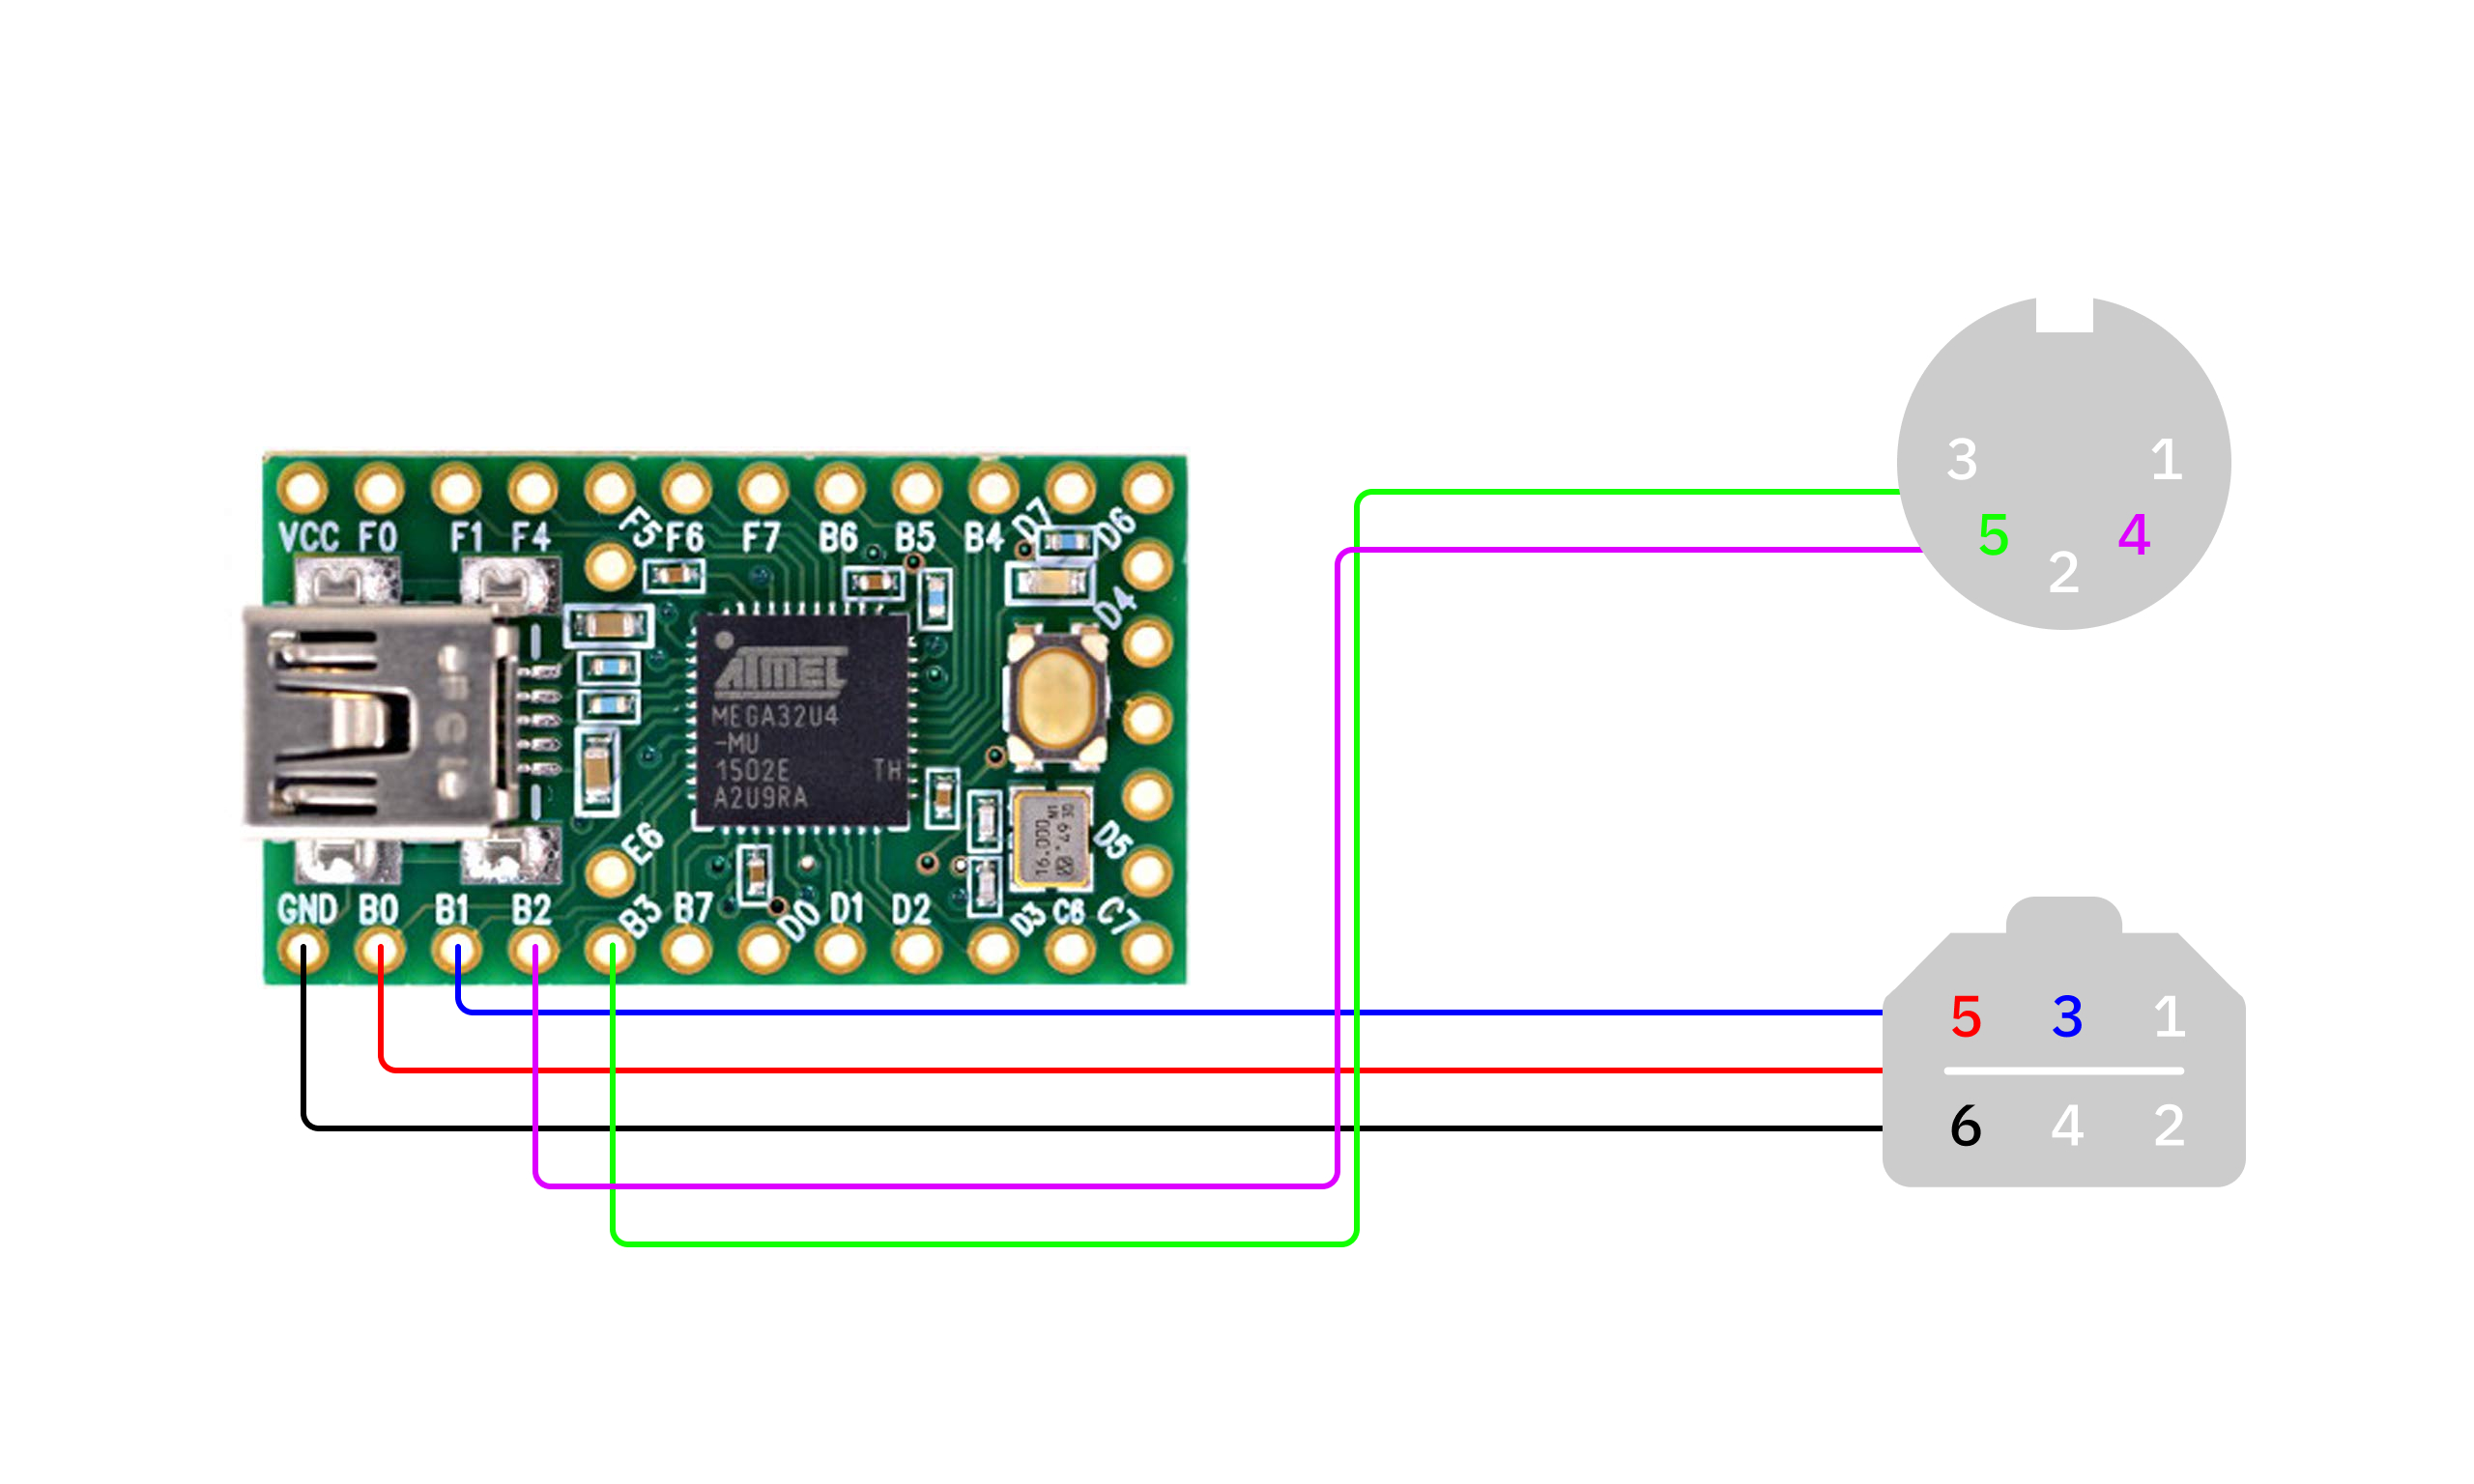 VCC F0 F1 F4 F5 F6 F7 B6 B5 B4 D7 D6
D4
ATMEL
MEGA32U4
-MU
1502E TH
A2U9RA
16.000
D5
E6
GND B0 B1 B2 B3 B7 D0 D1 D2 D3 C6 C7
3 1
5 4
2
5 3 1
6 4 2